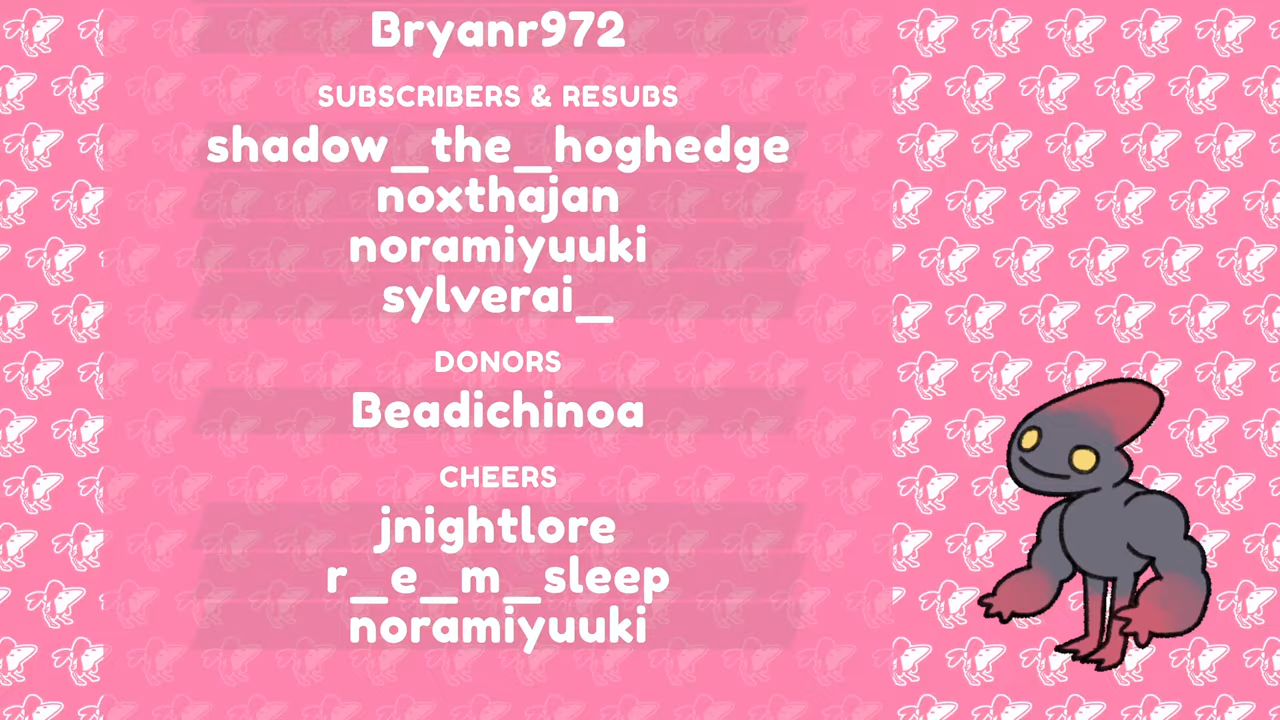 Bryanr972
SUBSCRIBERS & RESUBS
shadow_the_hoghedge
noxthajan
noramiyuuki
sylverai_
DONORS
Beadichinoa
CHEERS
jnightlore
r_e_m_sleep
noramiyuuki